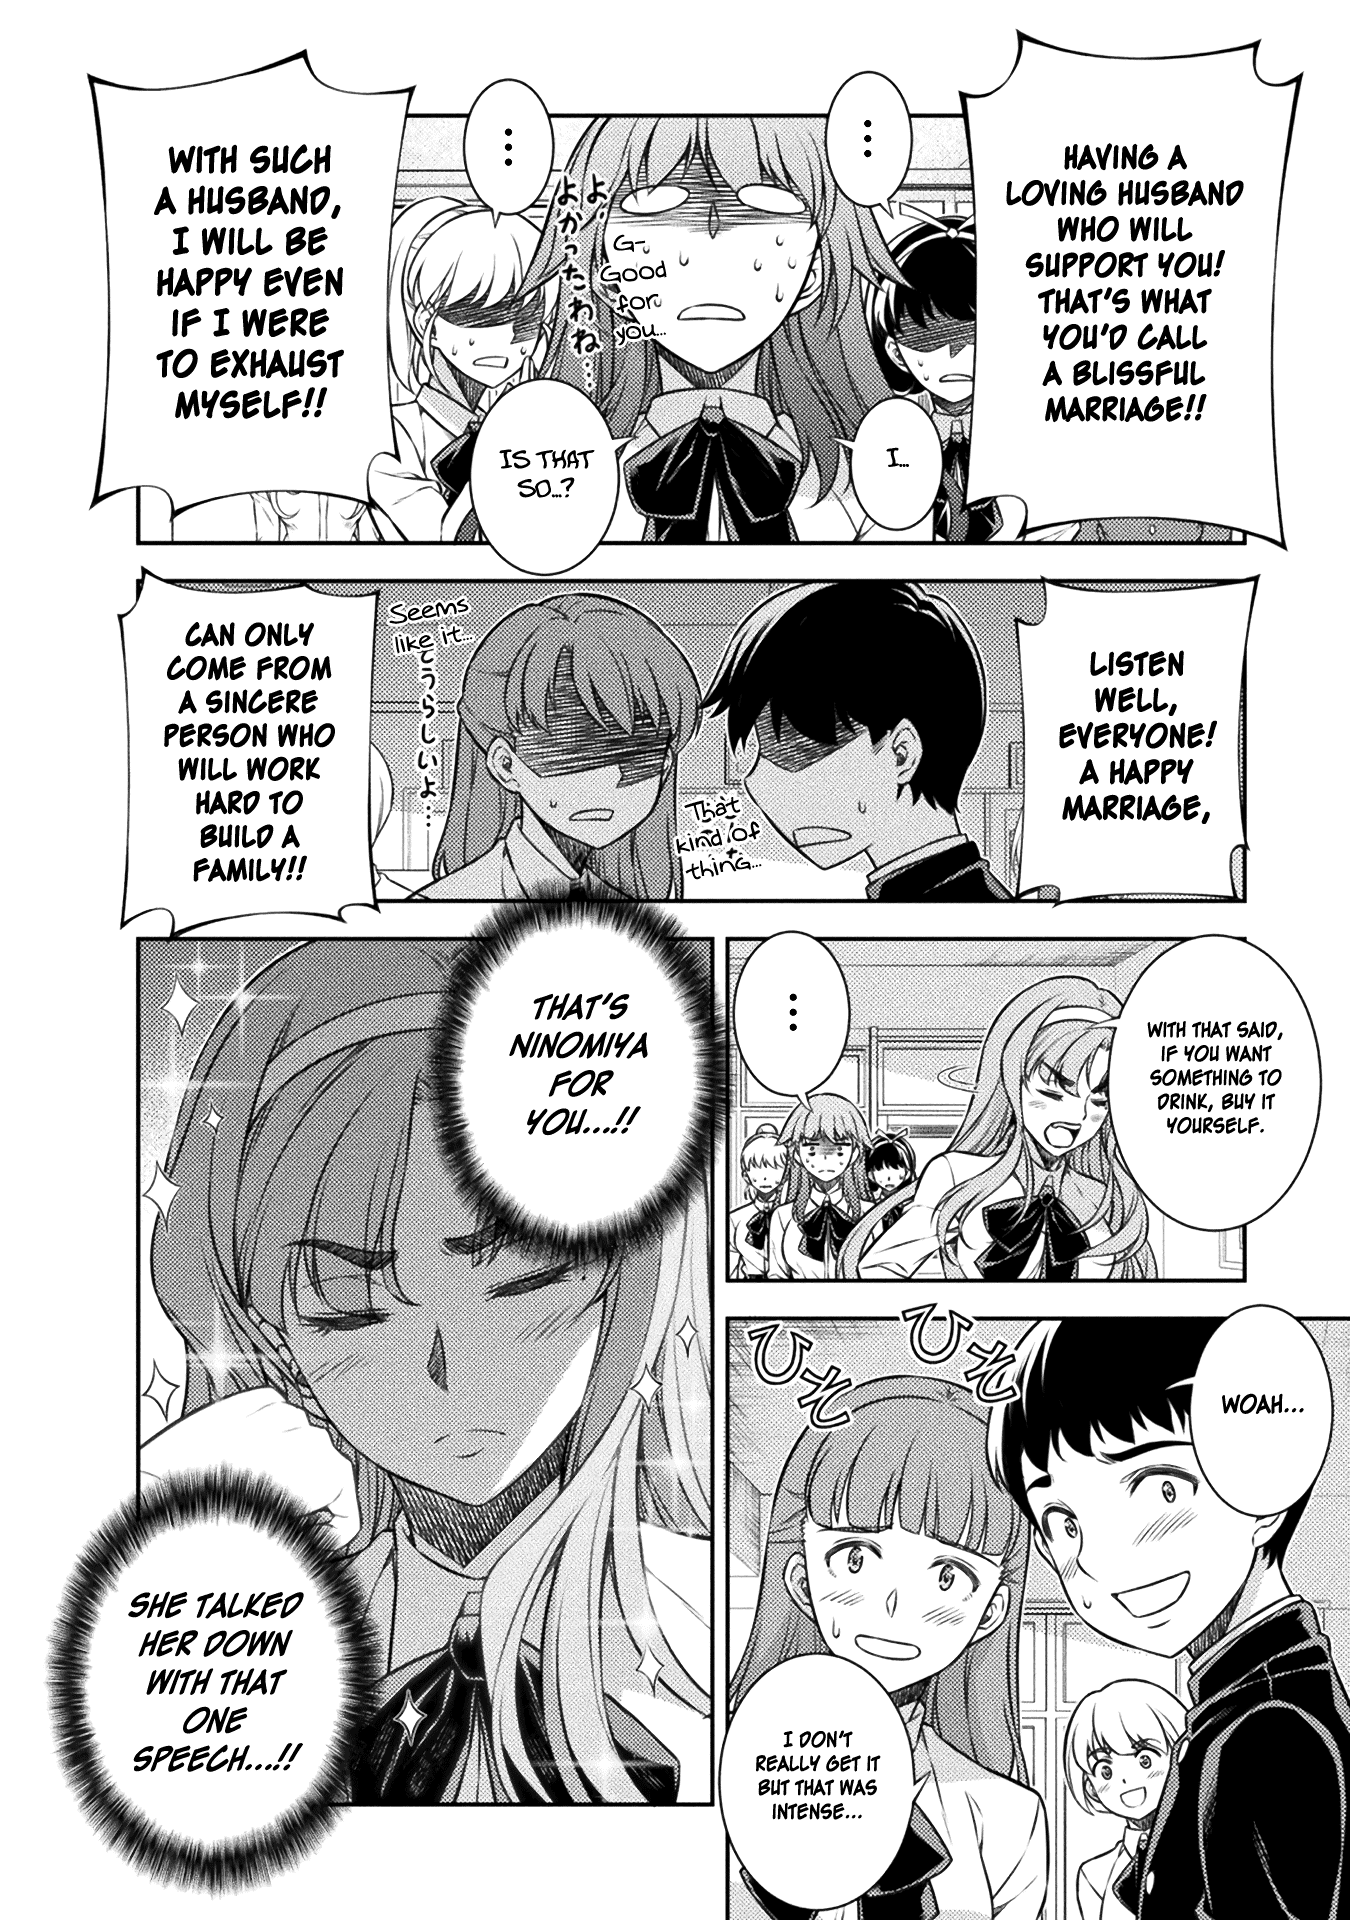 HAVING A
LOVING HUSBAND
WHO WILL
SUPPORT YOU!
THAT'S WHAT
YOU'D CALL
A BLISSFUL
MARRIAGE!!
⋮
I...
よ、
よかったわね……
G-
Good
for
you...
⋮
IS THAT
SO...?
WITH SUCH
A HUSBAND,
I WILL BE
HAPPY EVEN
IF I WERE
TO EXHAUST
MYSELF!!
LISTEN
WELL,
EVERYONE!
A HAPPY
MARRIAGE,
That
kind of
thing...
Seems
like it...
てうらしいよ…
CAN ONLY
COME FROM
A SINCERE
PERSON WHO
WILL WORK
HARD TO
BUILD A
FAMILY!!
WITH THAT SAID,
IF YOU WANT
SOMETHING TO
DRINK, BUY IT
YOURSELF.
⋮
WOAH...
ひそ
ひそ
I DON'T
REALLY GET IT
BUT THAT WAS
INTENSE...
THAT'S
NINOMIYA
FOR
YOU...!!
SHE TALKED
HER DOWN
WITH THAT
ONE
SPEECH...!!